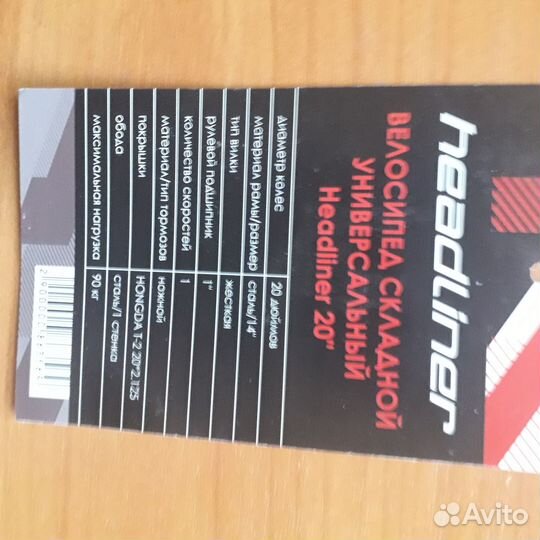 headliner
ВЕЛОСИПЕД СКЛАДНОЙ
УНИВЕРСАЛЬНЫЙ
Headliner 20"
диаметр колес 20 дюймов
материал рамы/размер сталь/14"
тип вилки жесткая
рулевой подшипник 1"
количество скоростей 1
материал/тип тормозов ножной
покрышки HONGDA T-2 20*2.125
обода сталь/1 стенка
максимальная нагрузка 90 кг
Avito